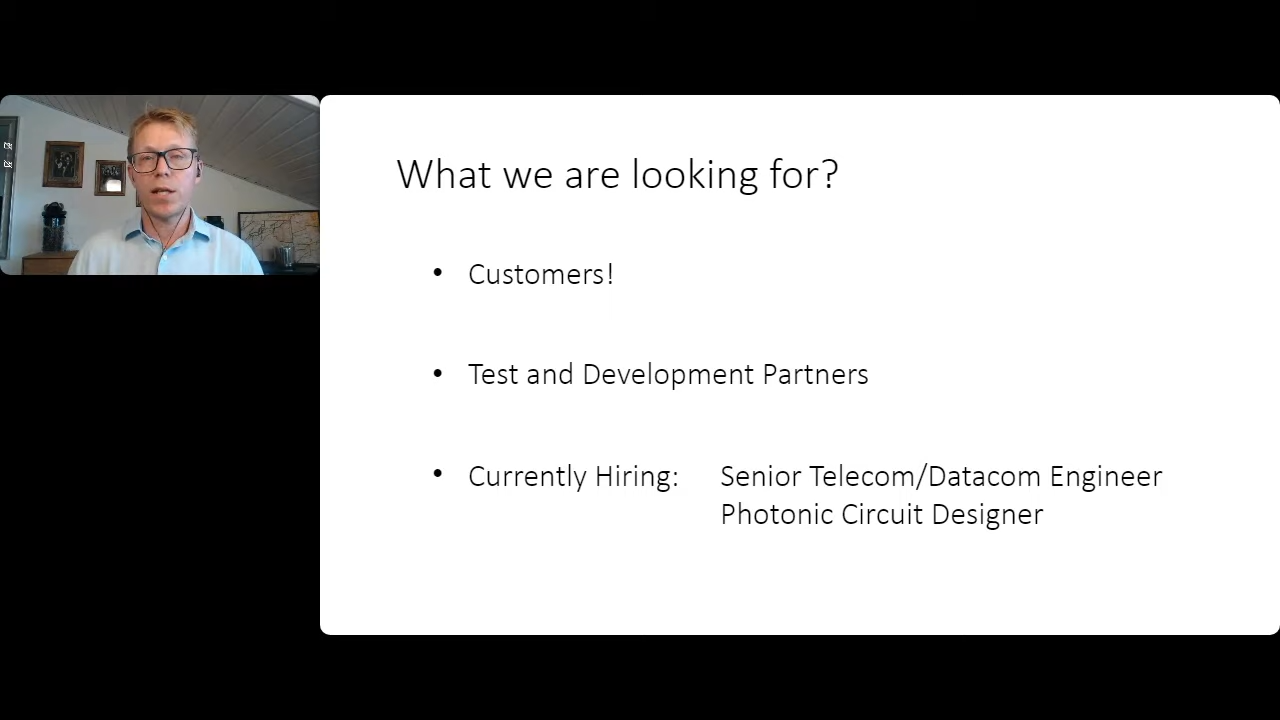 What we are looking for?
• Customers!
• Test and Development Partners
• Currently Hiring: Senior Telecom/Datacom Engineer
Photonic Circuit Designer